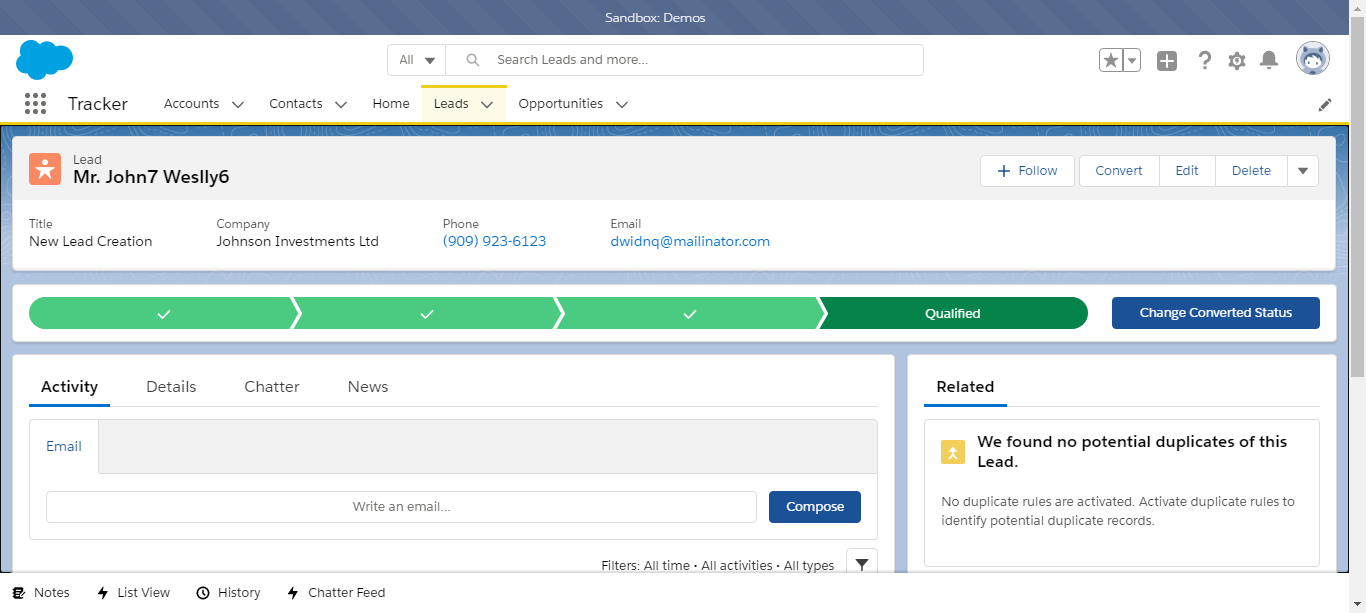 Sandbox: Demos
All
Search Leads and more...
Tracker
Accounts
Contacts
Home
Leads
Opportunities
Lead
Mr. John7 Weslly6
Follow
Convert
Edit
Delete
Title
New Lead Creation
Company
Johnson Investments Ltd
Phone
(909) 923-6123
Email
dwidnq@mailinator.com
Qualified
Change Converted Status
Activity
Details
Chatter
News
Email
Write an email...
Compose
Filters: All time • All activities • All types
Related
We found no potential duplicates of this
Lead.
No duplicate rules are activated. Activate duplicate rules to
identify potential duplicate records.
Notes
List View
History
Chatter Feed